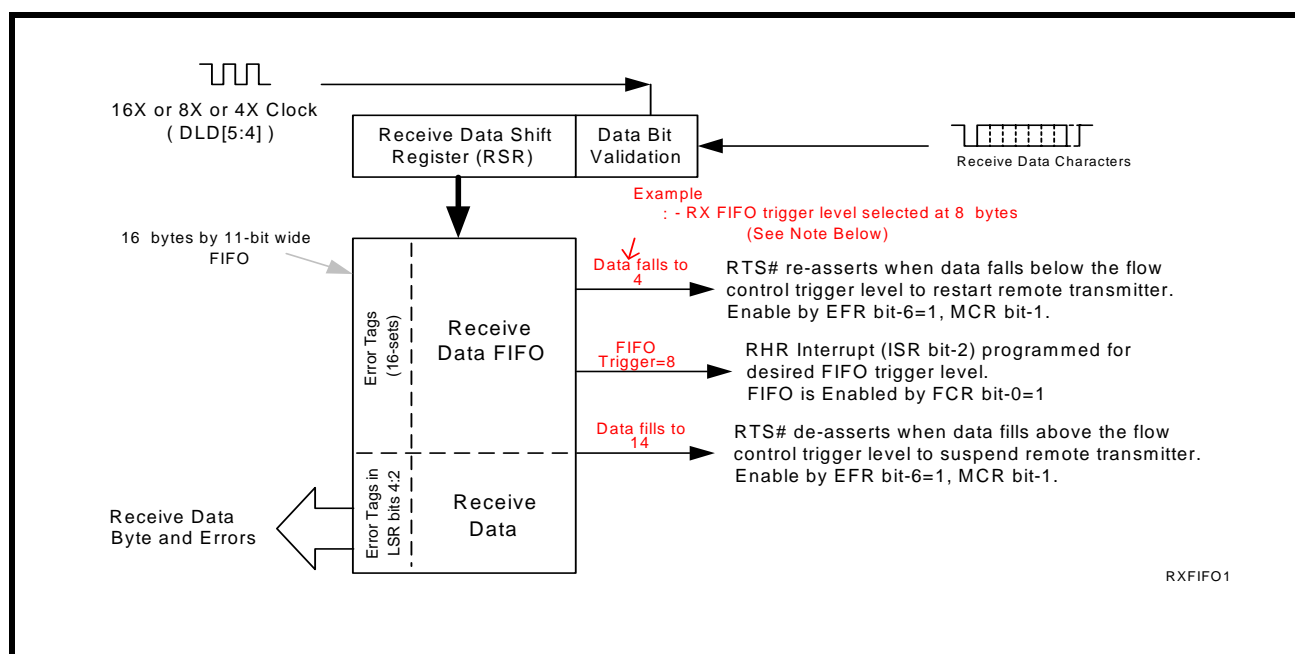 16X or 8X or 4X Clock
( DLD[5:4] )
Receive Data Shift
Register (RSR)
Data Bit
Validation
Receive Data Characters
Example
: - RX FIFO trigger level selected at 8 bytes
(See Note Below)
16 bytes by 11-bit wide
FIFO
Error Tags
(16-sets)
Receive
Data FIFO
Data falls to
4
RTS# re-asserts when data falls below the flow
control trigger level to restart remote transmitter.
Enable by EFR bit-6=1, MCR bit-1.
FIFO
Trigger=8
RHR Interrupt (ISR bit-2) programmed for
desired FIFO trigger level.
FIFO is Enabled by FCR bit-0=1
Data fills to
14
RTS# de-asserts when data fills above the flow
control trigger level to suspend remote transmitter.
Enable by EFR bit-6=1, MCR bit-1.
Error Tags in
LSR bits 4:2
Receive
Data
Receive Data
Byte and Errors
RXFIFO1